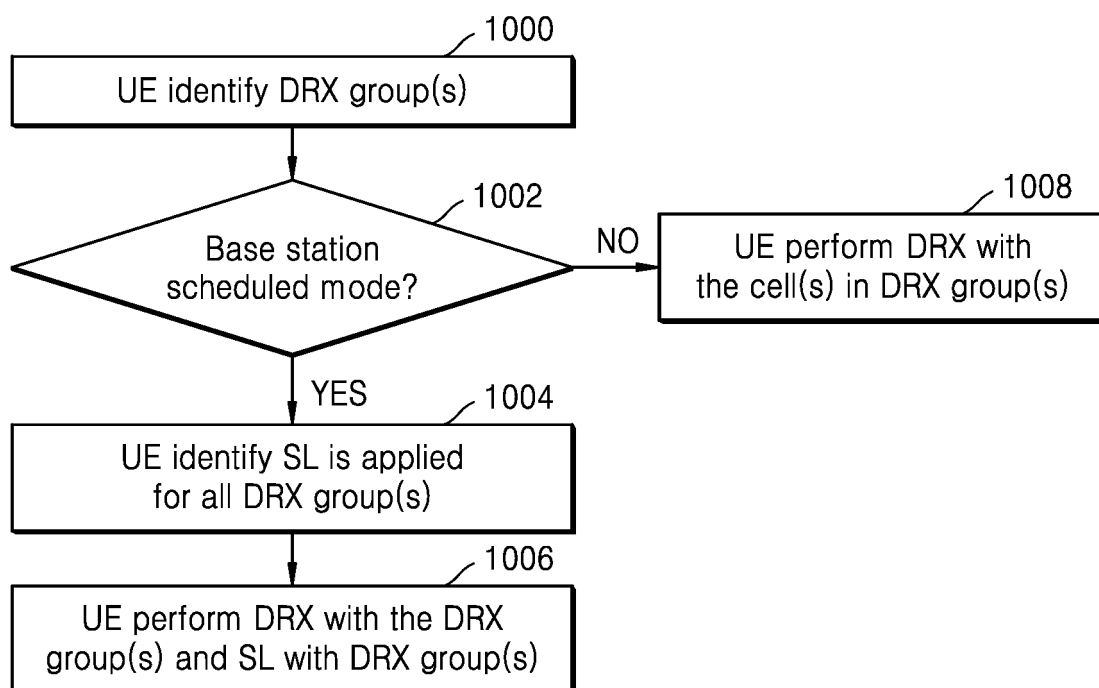 1000
UE identify DRX group(s)
1002
Base station
scheduled mode?
NO
1008
UE perform DRX with
the cell(s) in DRX group(s)
YES
1004
UE identify SL is applied
for all DRX group(s)
1006
UE perform DRX with the DRX
group(s) and SL with DRX group(s)